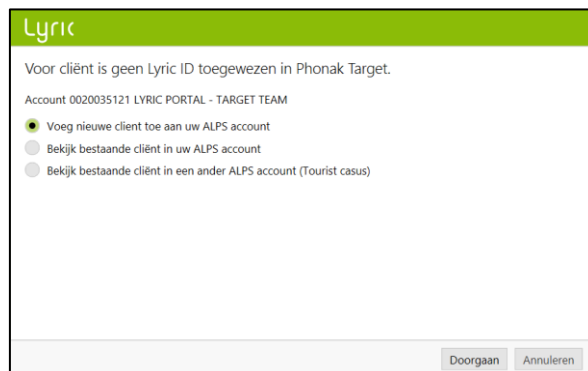 Lyric
Voor cliënt is geen Lyric ID toegewezen in Phonak Target.
Account 0020035121 LYRIC PORTAL - TARGET TEAM
Voeg nieuwe client toe aan uw ALPS account
Bekijk bestaande cliënt in uw ALPS account
Bekijk bestaande cliënt in een ander ALPS account (Tourist casus)
Doorgaan Annuleren